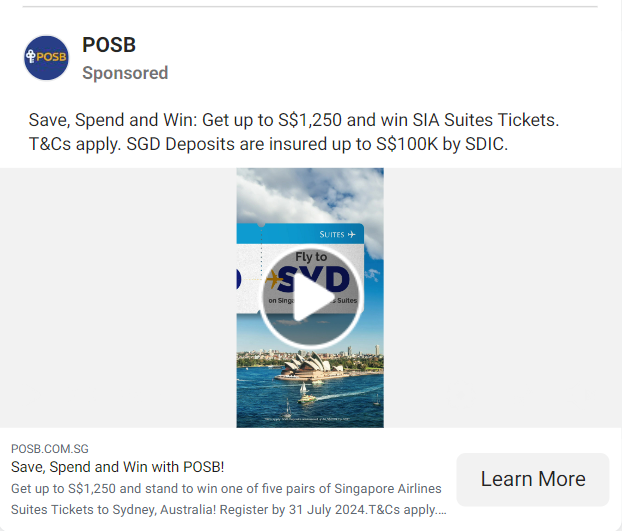 POSB
POSB
Sponsored
Save, Spend and Win: Get up to S$1,250 and win SIA Suites Tickets.
T&Cs apply. SGD Deposits are insured up to S$100K by SDIC.
SUITES
Fly to
SYD
on Singa Suites
POSB.COM.SG
Save, Spend and Win with POSB!
Get up to S$1,250 and stand to win one of five pairs of Singapore Airlines
Suites Tickets to Sydney, Australia! Register by 31 July 2024.T&Cs apply....
Learn More